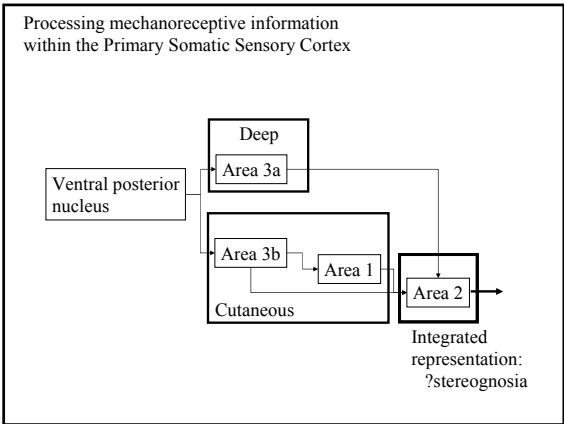 Processing mechanoreceptive information
within the Primary Somatic Sensory Cortex
Deep
Area 3a
Ventral posterior
nucleus
Area 3b
Area 1
Area 2
Cutaneous
Integrated
representation:
?stereognosia